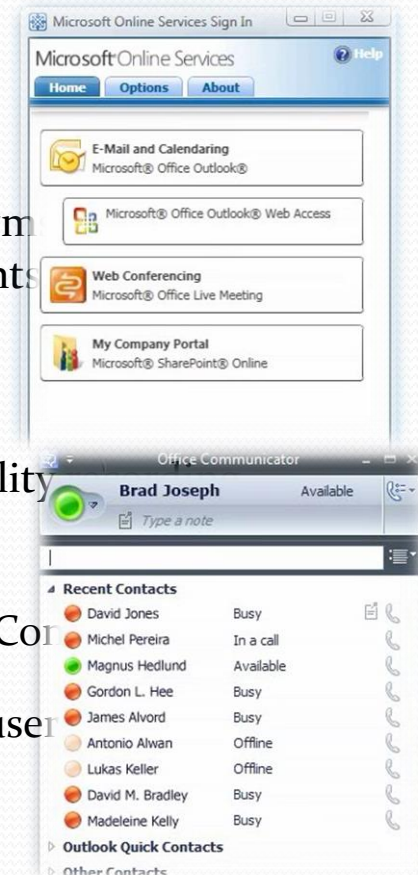 Microsoft Online Services Sign In
Microsoft Online Services
Help
Home Options About
E-Mail and Calendaring
Microsoft® Office Outlook®
Microsoft® Office Outlook® Web Access
Web Conferencing
Microsoft® Office Live Meeting
My Company Portal
Microsoft® SharePoint® Online
Office Communicator
Brad Joseph Available
Type a note
Recent Contacts
David Jones Busy
Michel Pereira In a call
Magnus Hedlund Available
Gordon L. Hee Busy
James Alvord Busy
Antonio Alwan Offline
Lukas Keller Offline
David M. Bradley Busy
Madeleine Kelly Busy
Outlook Quick Contacts
Other Contacts